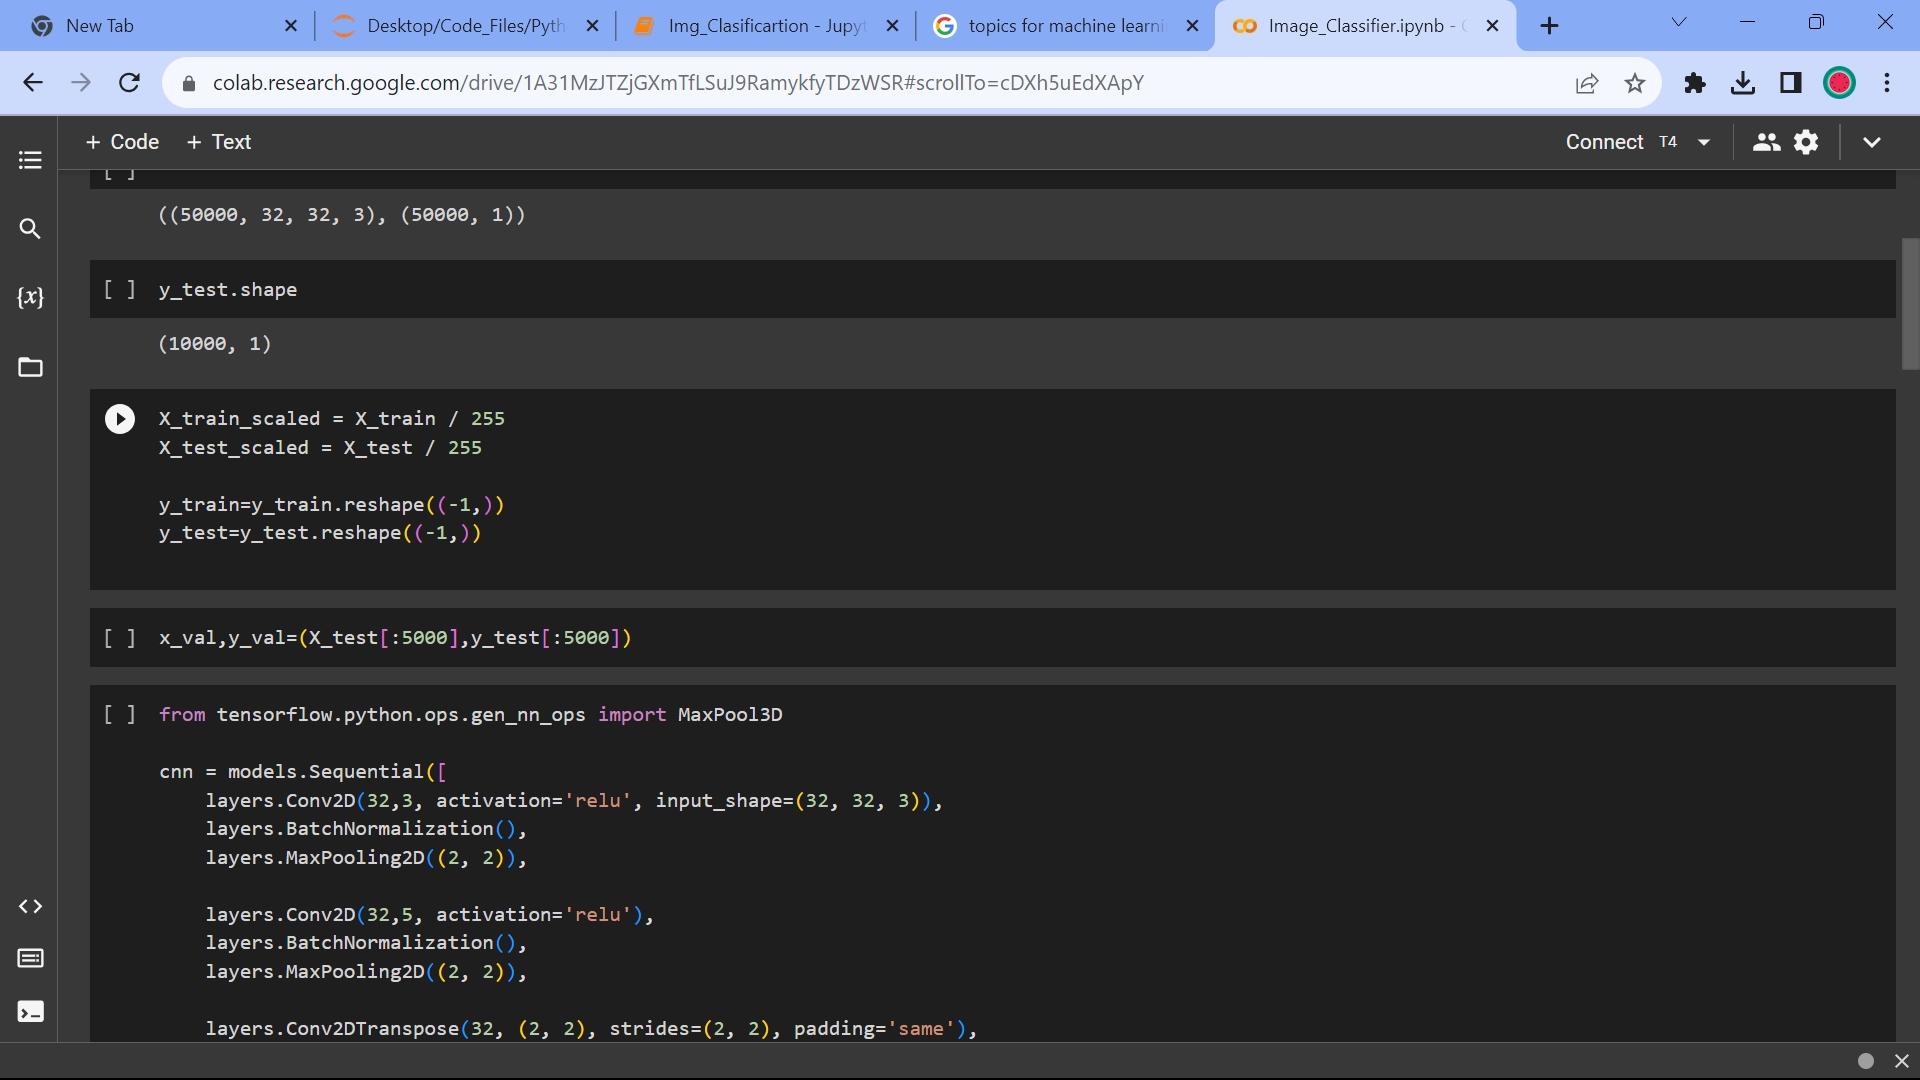 New Tab
Desktop/Code_Files/Pyth
Img_Clasificartion - Jupyt
topics for machine learni
Image_Classifier.ipynb - C
colab.research.google.com/drive/1A31MzJTZjGXmTfLSuJ9RamykfyTDzWSR#scrollTo=cDXh5uEdXApY
+ Code + Text
Connect T4
[ ]
((50000, 32, 32, 3), (50000, 1))
[ ] y_test.shape
(10000, 1)
X_train_scaled = X_train / 255
X_test_scaled = X_test / 255
y_train=y_train.reshape((-1,))
y_test=y_test.reshape((-1,))
[ ] x_val,y_val=(X_test[:5000],y_test[:5000])
[ ] from tensorflow.python.ops.gen_nn_ops import MaxPool3D
cnn = models.Sequential([
layers.Conv2D(32,3, activation='relu', input_shape=(32, 32, 3)),
layers.BatchNormalization(),
layers.MaxPooling2D((2, 2)),
layers.Conv2D(32,5, activation='relu'),
layers.BatchNormalization(),
layers.MaxPooling2D((2, 2)),
layers.Conv2DTranspose(32, (2, 2), strides=(2, 2), padding='same'),